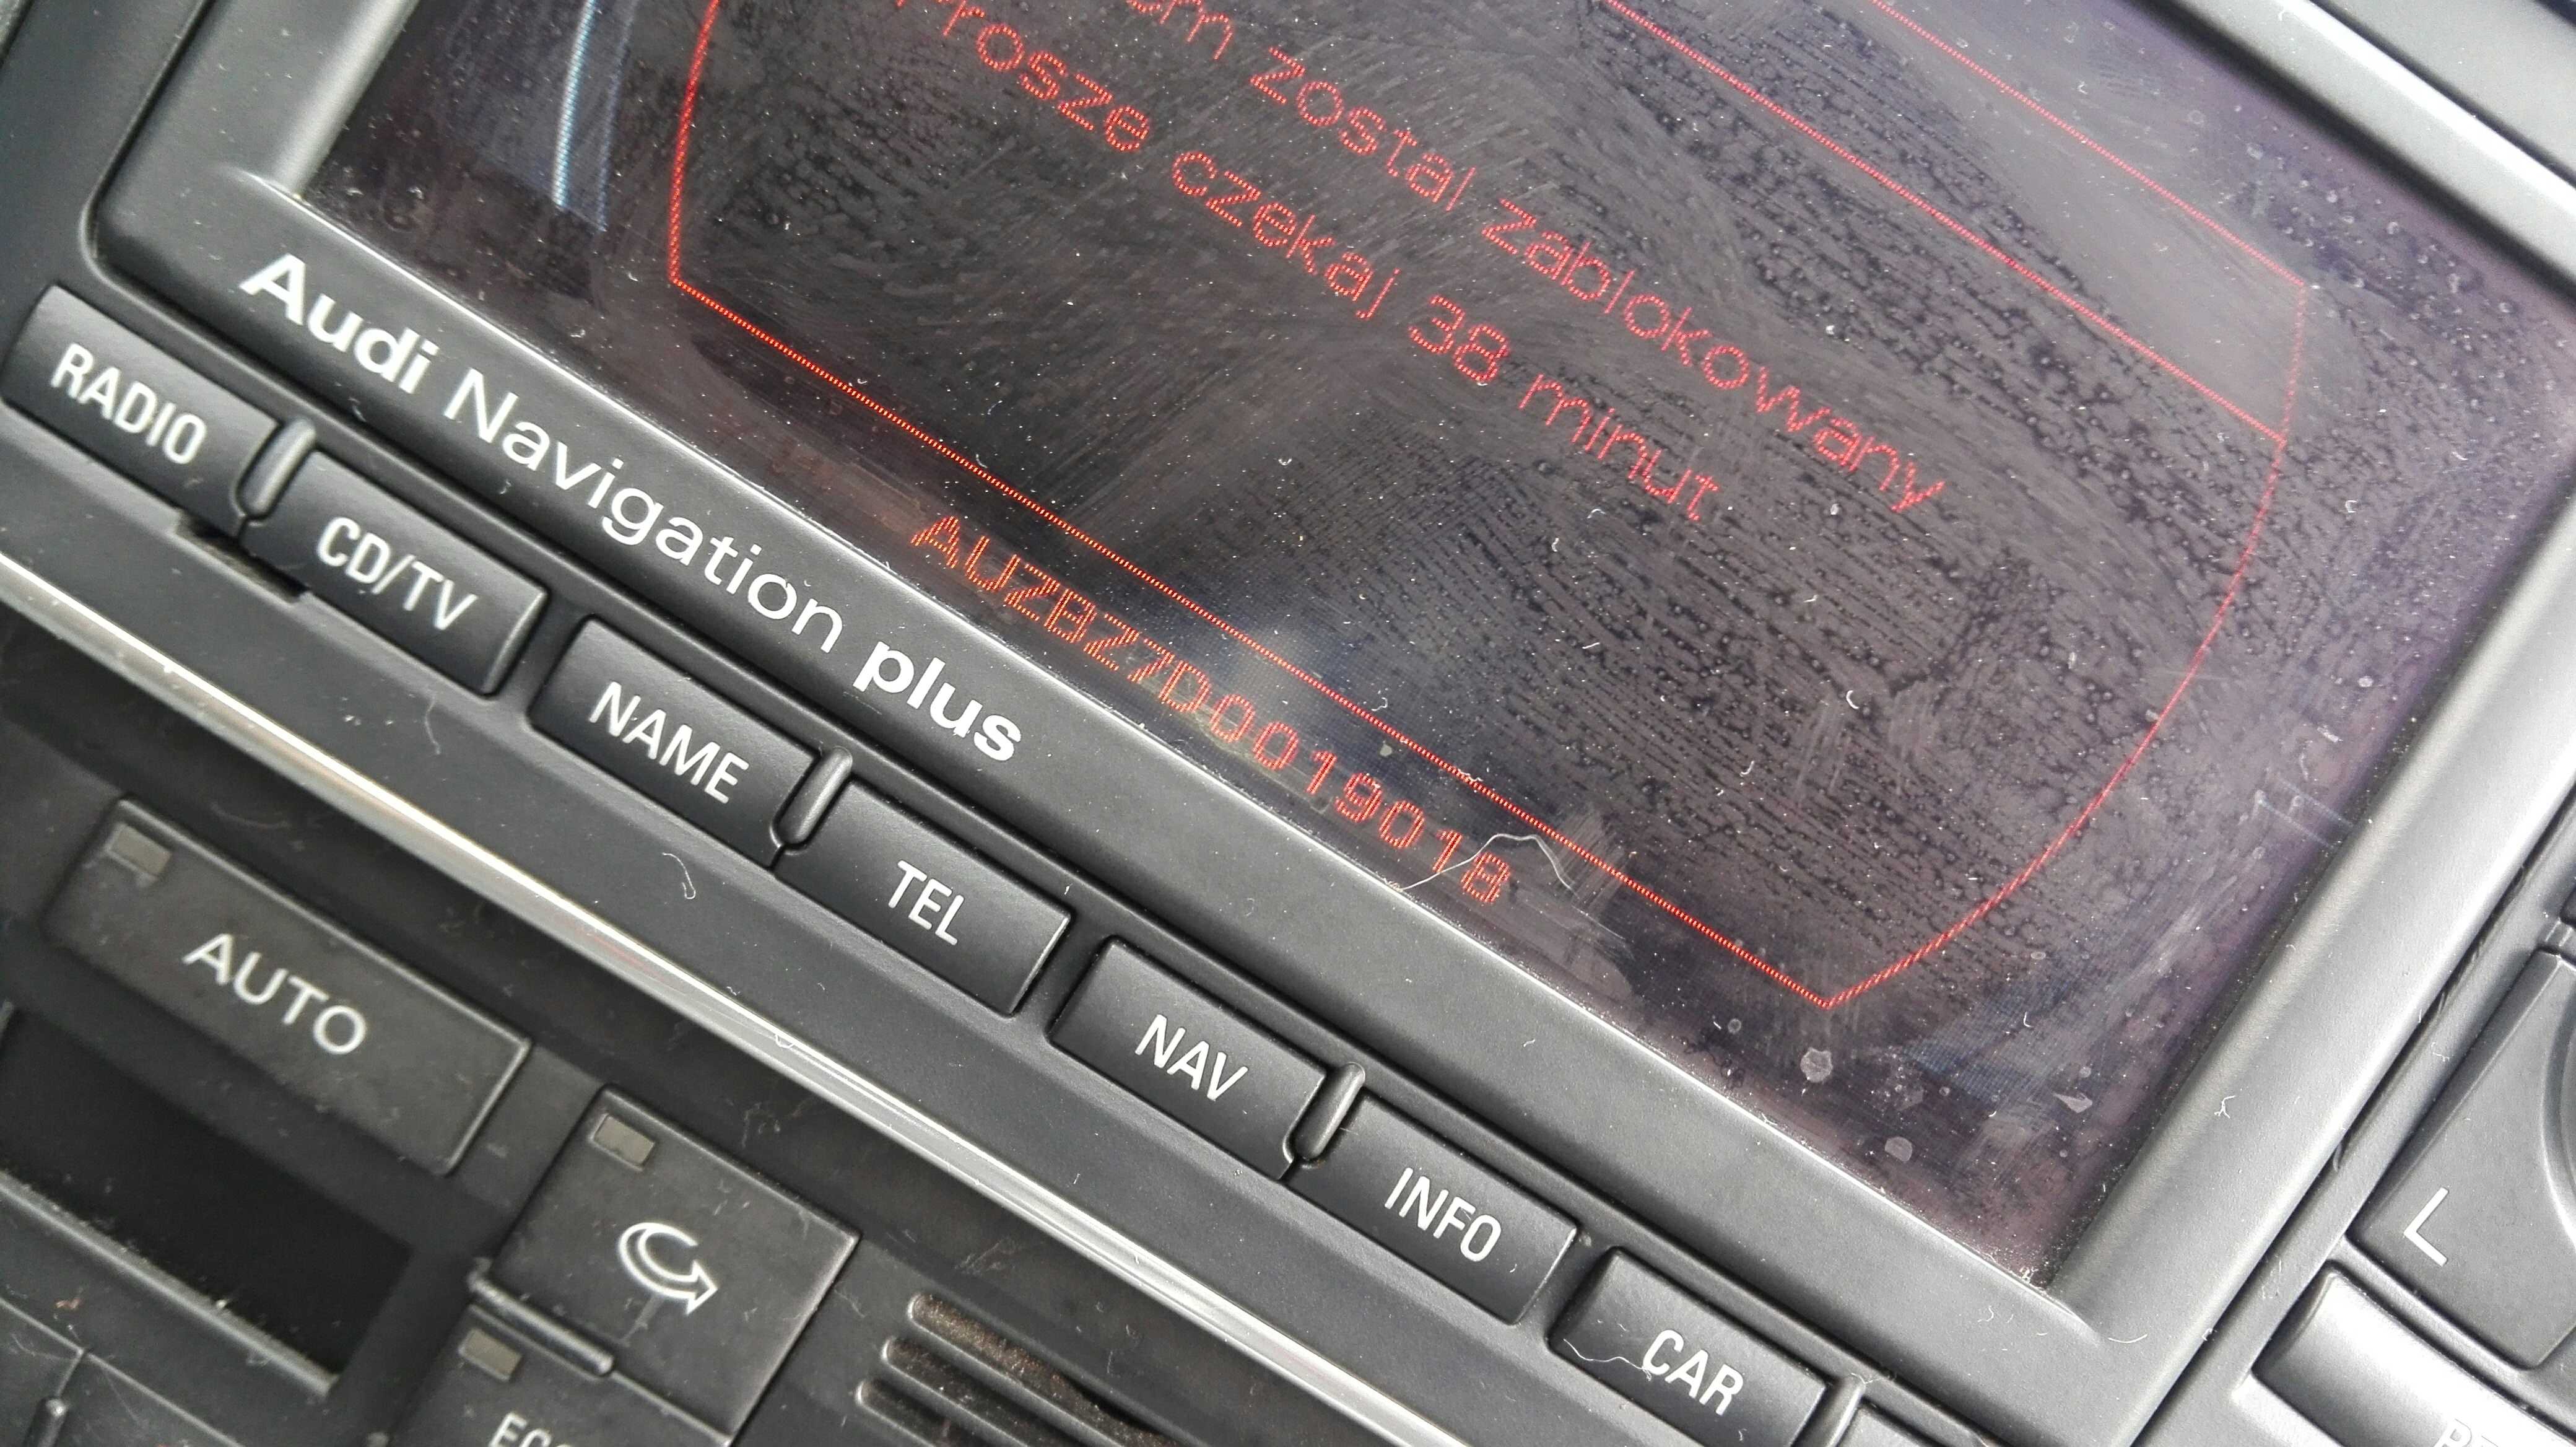 zostal zablokowany
Prosze czekaj 38 minut
AUZBZ7D0019018
Audi Navigation plus
RADIO
CD/TV
NAME
TEL
NAV
INFO
CAR
AUTO
L